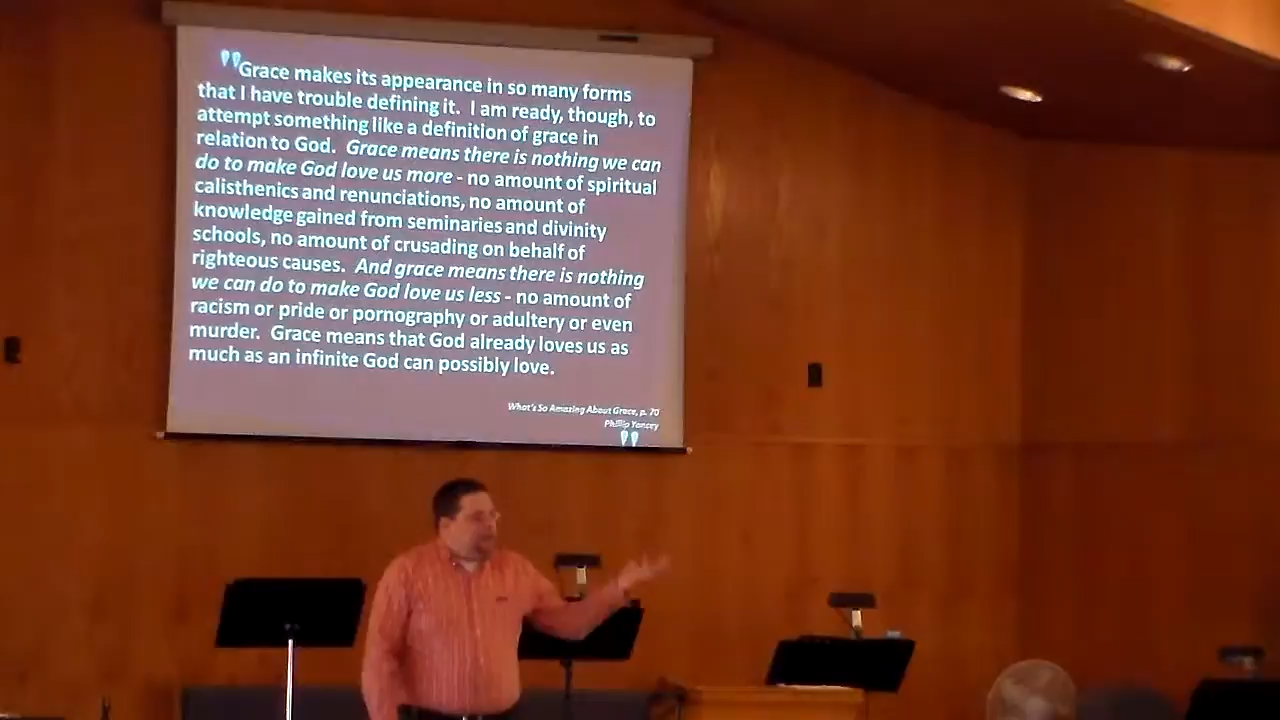 "Grace makes its appearance in so many forms
that I have trouble defining it. I am ready, though, to
attempt something like a definition of grace in
relation to God. Grace means there is nothing we can
do to make God love us more - no amount of spiritual
calisthenics and renunciations, no amount of
knowledge gained from seminaries and divinity
schools, no amount of crusading on behalf of
righteous causes. And grace means there is nothing
we can do to make God love us less - no amount of
racism or pride or pornography or adultery or even
murder. Grace means that God already loves us as
much as an infinite God can possibly love.
What's So Amazing About Grace, p. 70
Phillip Yancey
"